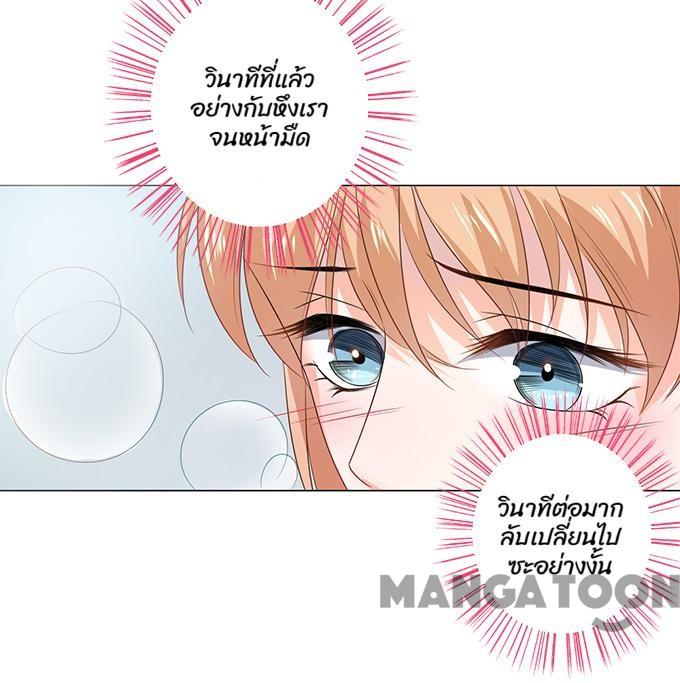 วินาทีที่แล้ว
อย่างกับหึงเรา
จนหน้ามืด
วินาทีต่อมาก
ลับเปลี่ยนไป
ซะอย่างงั้น
MANGATOON